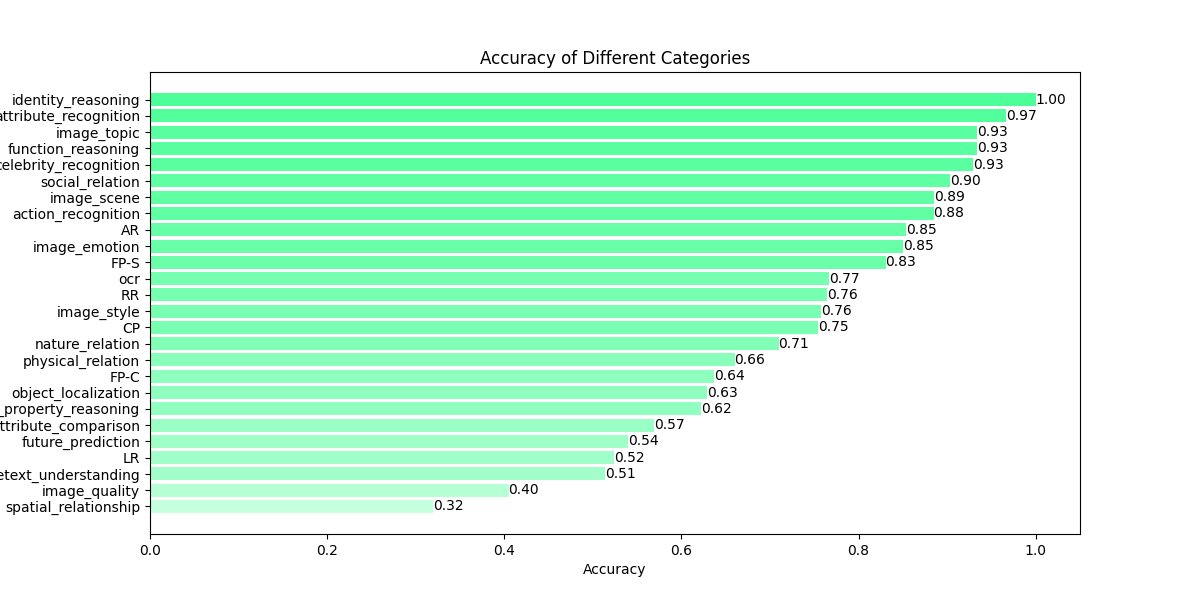 Accuracy of Different Categories
identity_reasoning 1.00
attribute_recognition 0.97
image_topic 0.93
function_reasoning 0.93
celebrity_recognition 0.93
social_relation 0.90
image_scene 0.89
action_recognition 0.88
AR 0.85
image_emotion 0.85
FP-S 0.83
ocr 0.77
RR 0.76
image_style 0.76
CP 0.75
nature_relation 0.71
physical_relation 0.66
FP-C 0.64
object_localization 0.63
_property_reasoning 0.62
ttribute_comparison 0.57
future_prediction 0.54
LR 0.52
etext_understanding 0.51
image_quality 0.40
spatial_relationship 0.32
0.0 0.2 0.4 0.6 0.8 1.0
Accuracy